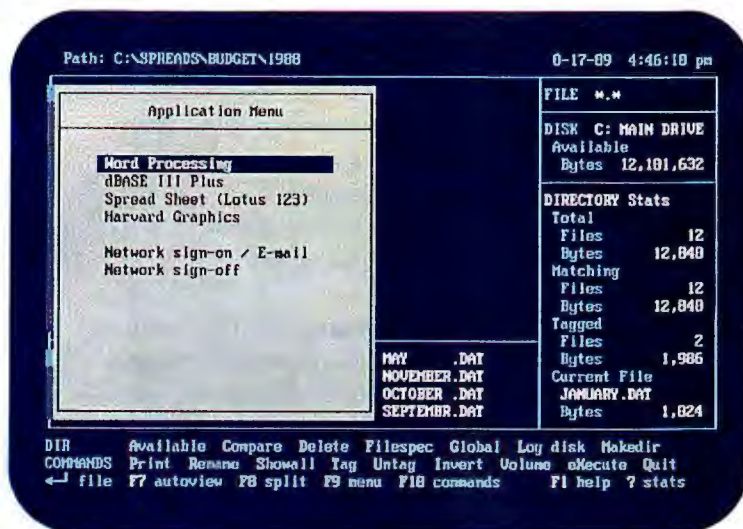 Path: C:\SPREADS\BUDGET\1988
0-17-89 4:46:18 pm
Application Menu
Word Processing
dBASE III Plus
Spread Sheet (Lotus 123)
Harvard Graphics
Network sign-on / E-mail
Network sign-off
MAY .DAT
NOVEMBER.DAT
OCTOBER .DAT
SEPTEMBR.DAT
FILE *.*
DISK C: MAIN DRIVE
Available
Bytes 12,101,632
DIRECTORY Stats
Total
Files 12
Bytes 12,048
Matching
Files 12
Bytes 12,048
Tagged
Files 2
Bytes 1,986
Current File
JANUARY.DAT
Bytes 1,024
DIR Available Compare Delete Filespec Global Log disk Makedir
COMMANDS Print Rename Showall Tag Untag Invert Volume eXecute Quit
↵ file F7 autoview F8 split F9 menu F10 commands F1 help ? stats